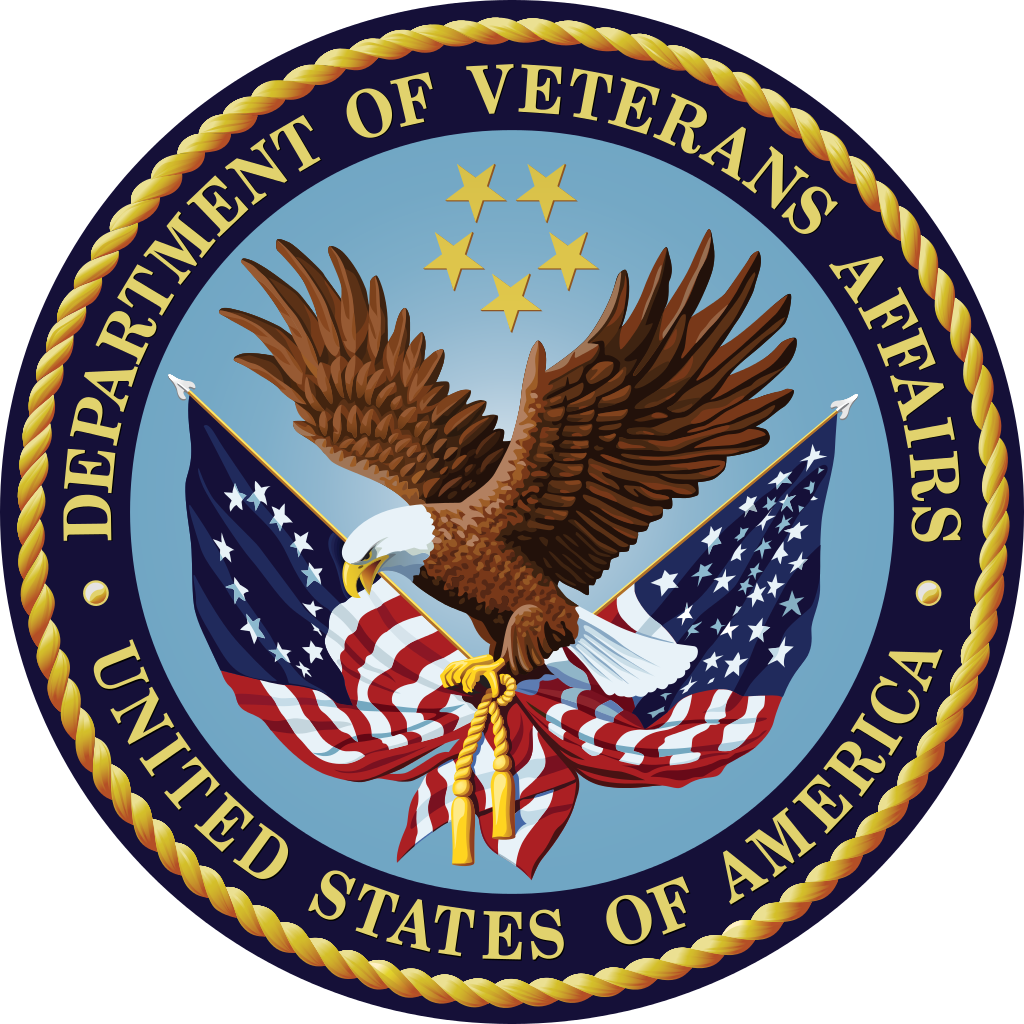 DEPARTMENT OF VETERANS AFFAIRS
UNITED STATES OF AMERICA